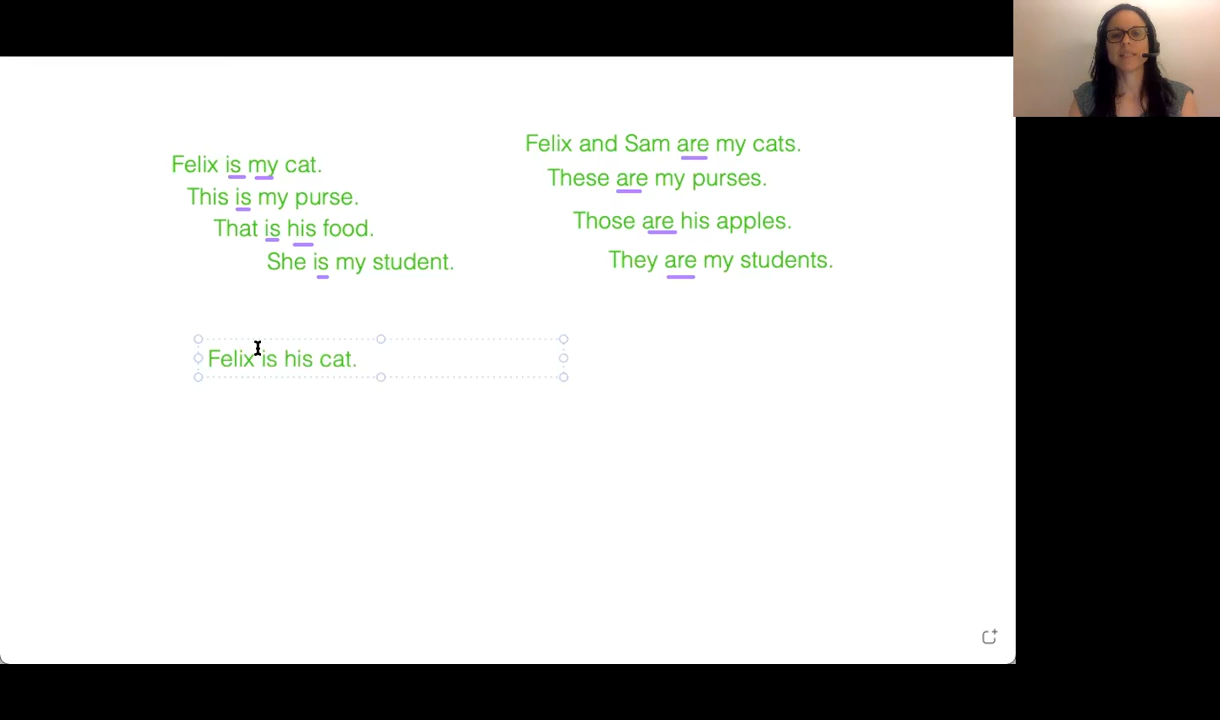 Felix is my cat.
This is my purse.
That is his food.
She is my student.
Felix and Sam are my cats.
These are my purses.
Those are his apples.
They are my students.
Felix is his cat.